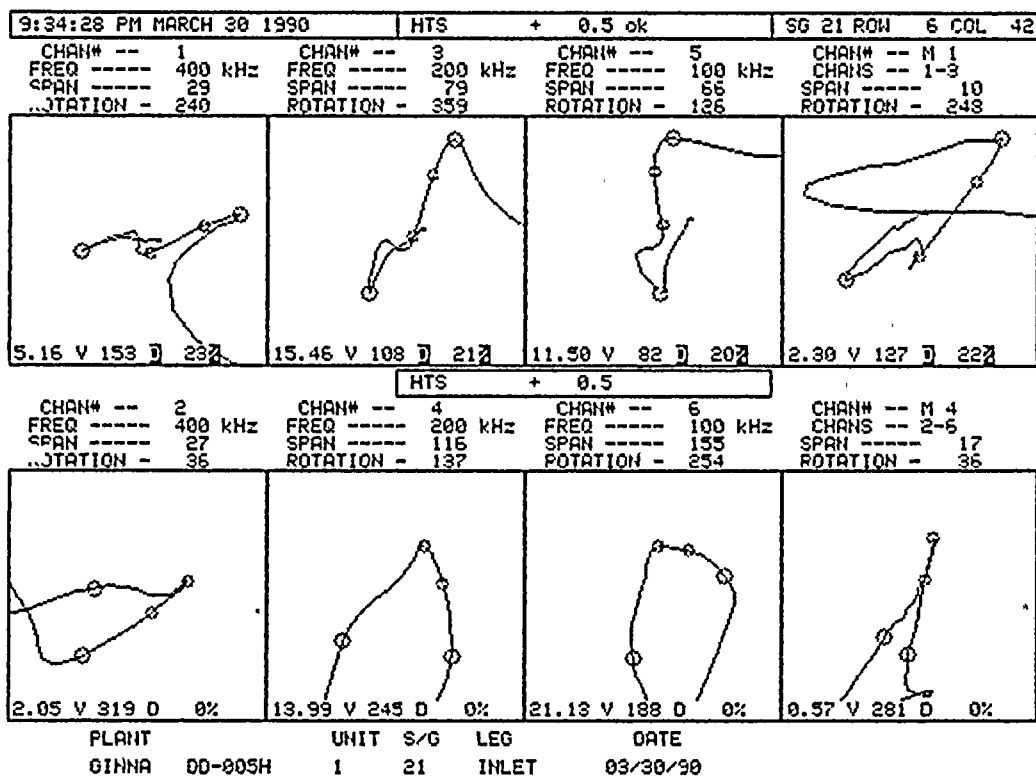 9:34:28 PM MARCH 30 1990 HTS + 0.5 ok SG 21 ROW 6 COL 42
CHAN# -- 1 CHAN# -- 3 CHAN# -- 5 CHAN# -- M 1
FREQ ----- 400 kHz FREQ ----- 200 kHz FREQ ----- 100 kHz CHANS -- 1-3
SPAN ----- 29 SPAN ----- 79 SPAN ----- 66 SPAN ----- 10
ROTATION - 240 ROTATION - 359 ROTATION - 126 ROTATION - 243
5.16 V 153 D 23% 15.46 V 108 D 21% 11.50 V 82 D 20% 2.30 V 127 D 22%
HTS + 0.5
CHAN# -- 2 CHAN# -- 4 CHAN# -- 6 CHAN# -- M 4
FREQ ----- 400 kHz FREQ ----- 200 kHz FREQ ----- 100 kHz CHANS -- 2-6
SPAN ----- 27 SPAN ----- 116 SPAN ----- 155 SPAN ----- 17
ROTATION - 36 ROTATION - 137 ROTATION - 254 ROTATION - 36
2.05 V 319 D 0% 13.99 V 245 D 0% 21.13 V 188 D 0% 0.57 V 281 D 0%
PLANT UNIT S/G LEG DATE
GINNA DD-005H 1 21 INLET 03/30/90